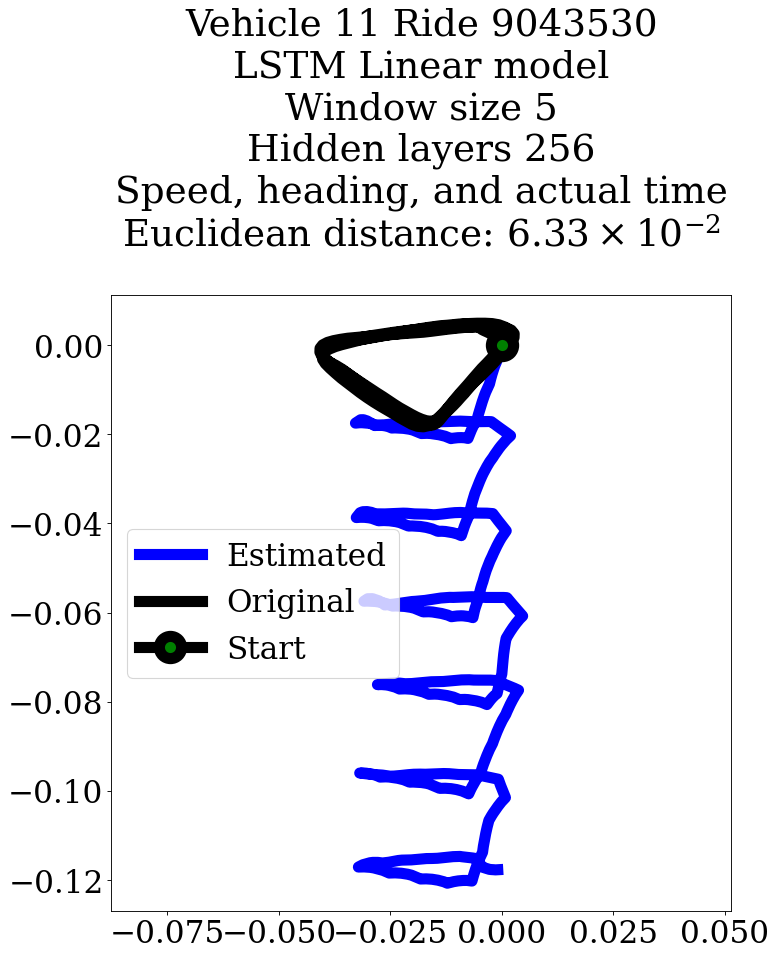 Vehicle 11 Ride 9043530
LSTM Linear model
Window size 5
Hidden layers 256
Speed, heading, and actual time
Euclidean distance: 6.33 × 10⁻²
0.00
−0.02
−0.04
−0.06
−0.08
−0.10
−0.12
Estimated
Original
Start
−0.075 −0.050 −0.025 0.000 0.025 0.050